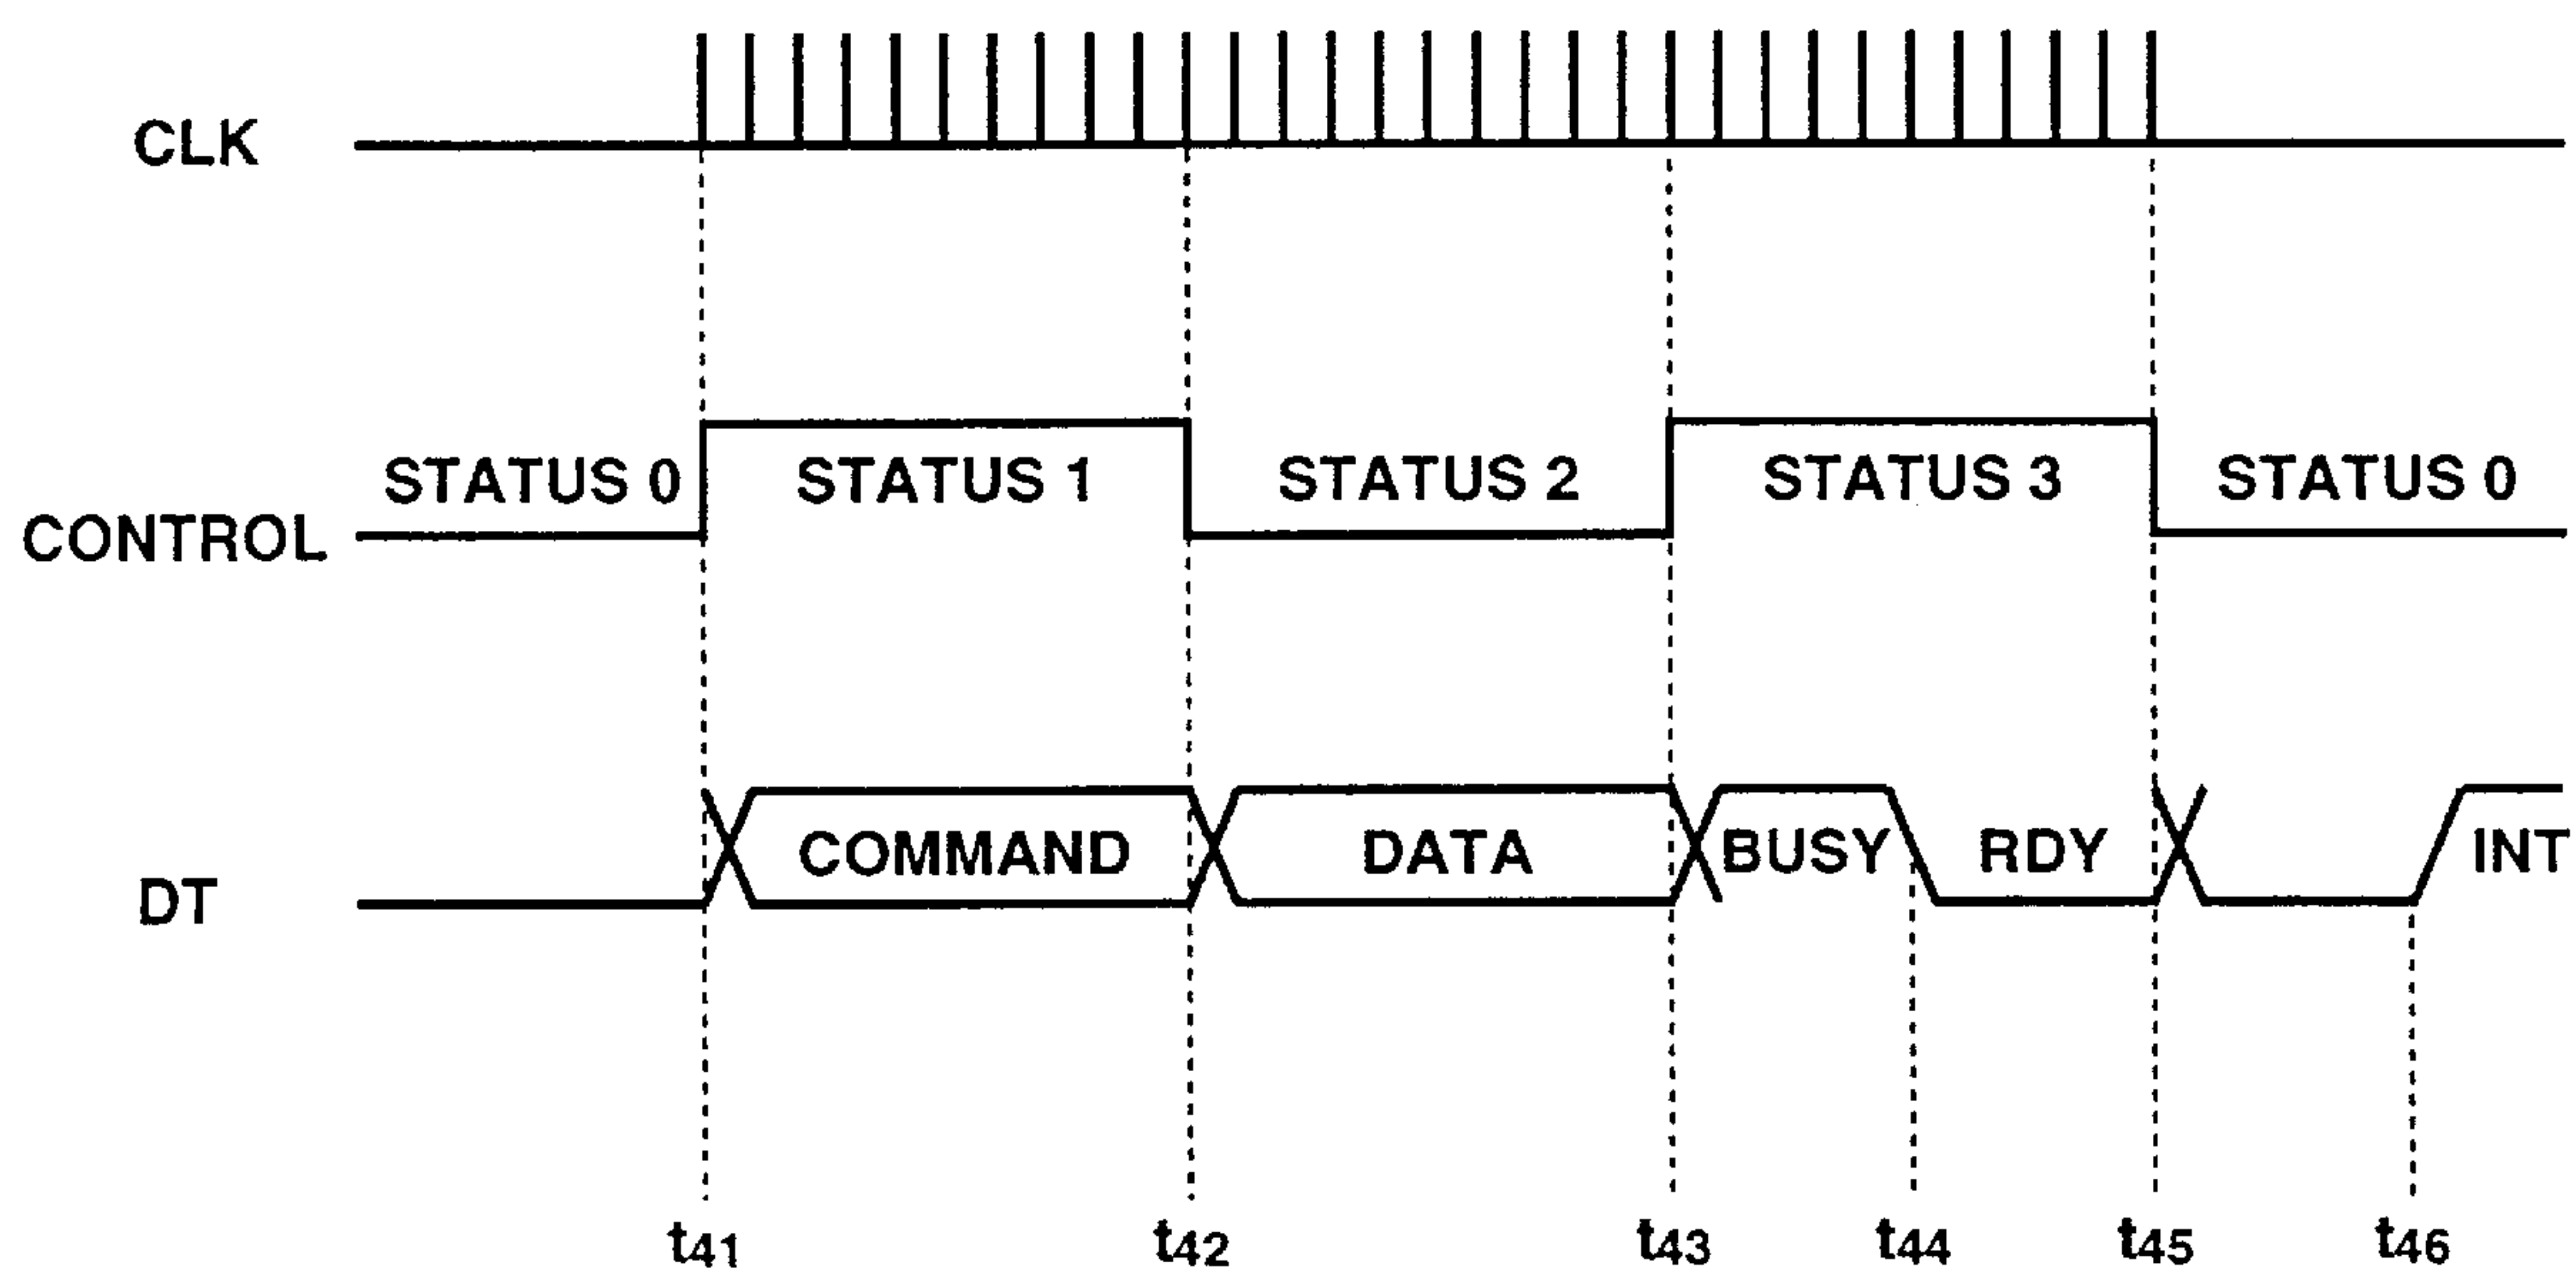 CLK
STATUS 0 STATUS 1 STATUS 2 STATUS 3 STATUS 0
CONTROL
COMMAND DATA BUSY RDY INT
DT
t41 t42 t43 t44 t45 t46